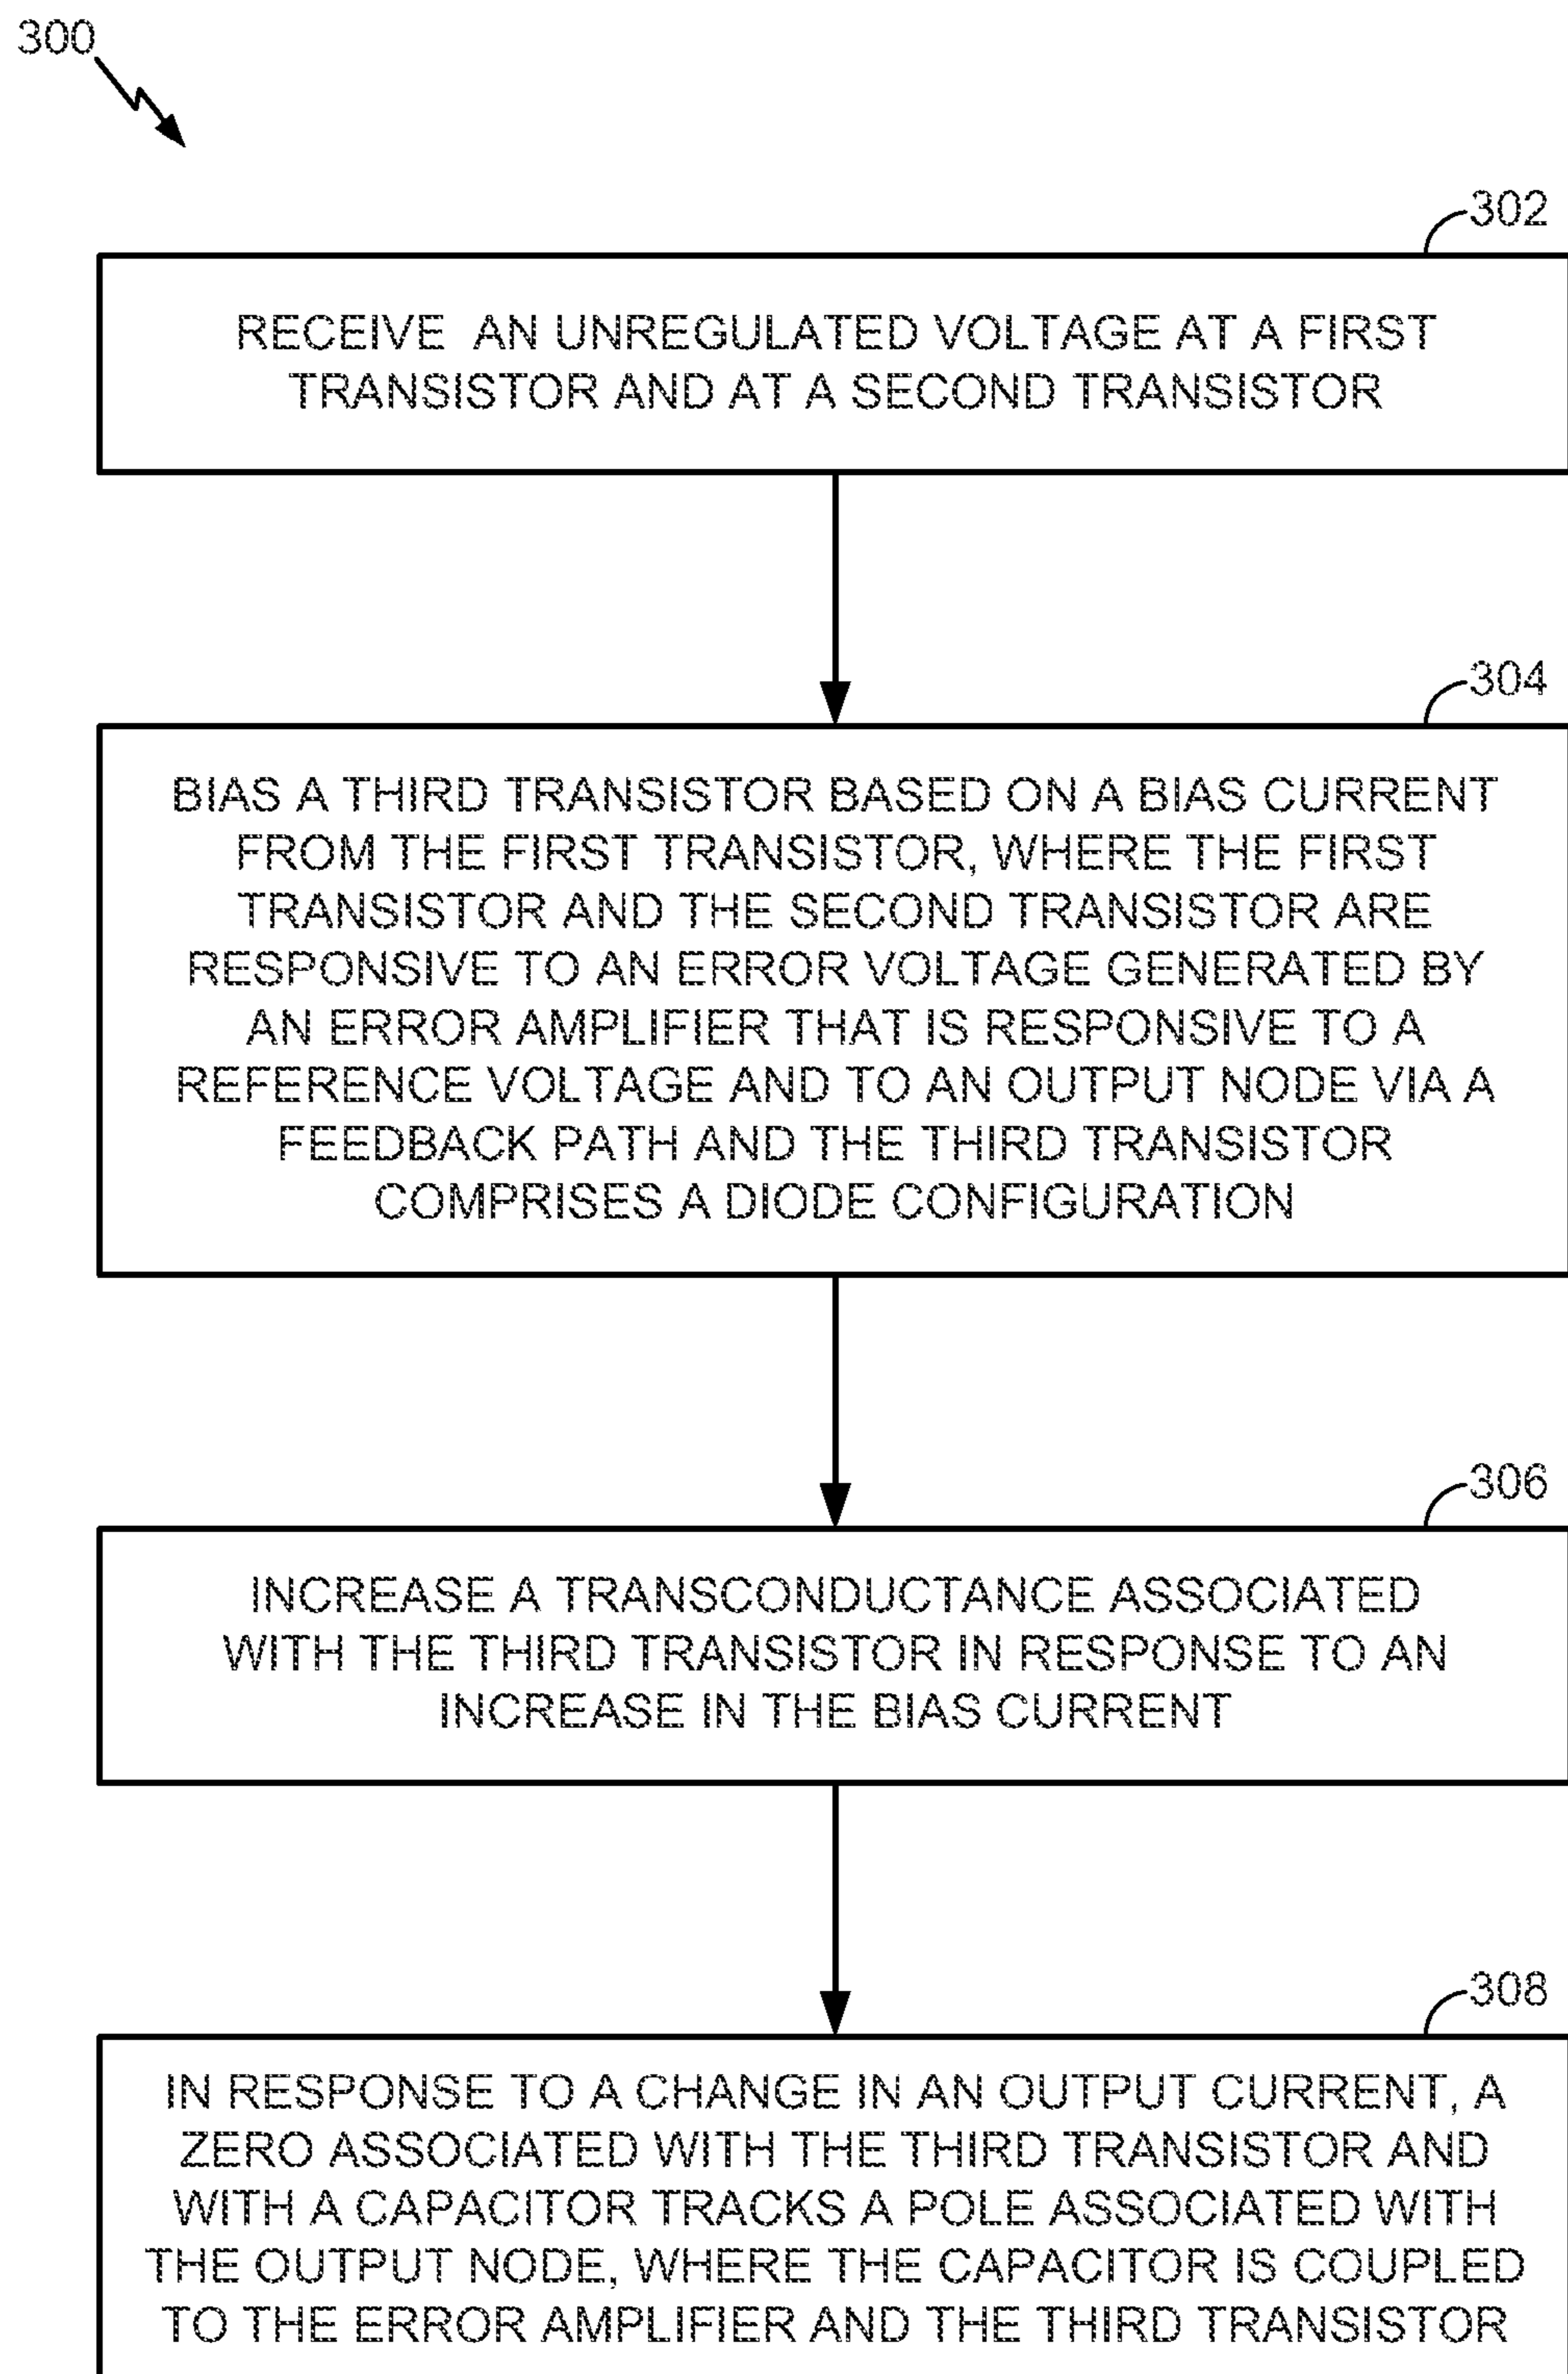 300
302
RECEIVE AN UNREGULATED VOLTAGE AT A FIRST
TRANSISTOR AND AT A SECOND TRANSISTOR
304
BIAS A THIRD TRANSISTOR BASED ON A BIAS CURRENT
FROM THE FIRST TRANSISTOR, WHERE THE FIRST
TRANSISTOR AND THE SECOND TRANSISTOR ARE
RESPONSIVE TO AN ERROR VOLTAGE GENERATED BY
AN ERROR AMPLIFIER THAT IS RESPONSIVE TO A
REFERENCE VOLTAGE AND TO AN OUTPUT NODE VIA A
FEEDBACK PATH AND THE THIRD TRANSISTOR
COMPRISES A DIODE CONFIGURATION
306
INCREASE A TRANSCONDUCTANCE ASSOCIATED
WITH THE THIRD TRANSISTOR IN RESPONSE TO AN
INCREASE IN THE BIAS CURRENT
308
IN RESPONSE TO A CHANGE IN AN OUTPUT CURRENT, A
ZERO ASSOCIATED WITH THE THIRD TRANSISTOR AND
WITH A CAPACITOR TRACKS A POLE ASSOCIATED WITH
THE OUTPUT NODE, WHERE THE CAPACITOR IS COUPLED
TO THE ERROR AMPLIFIER AND THE THIRD TRANSISTOR